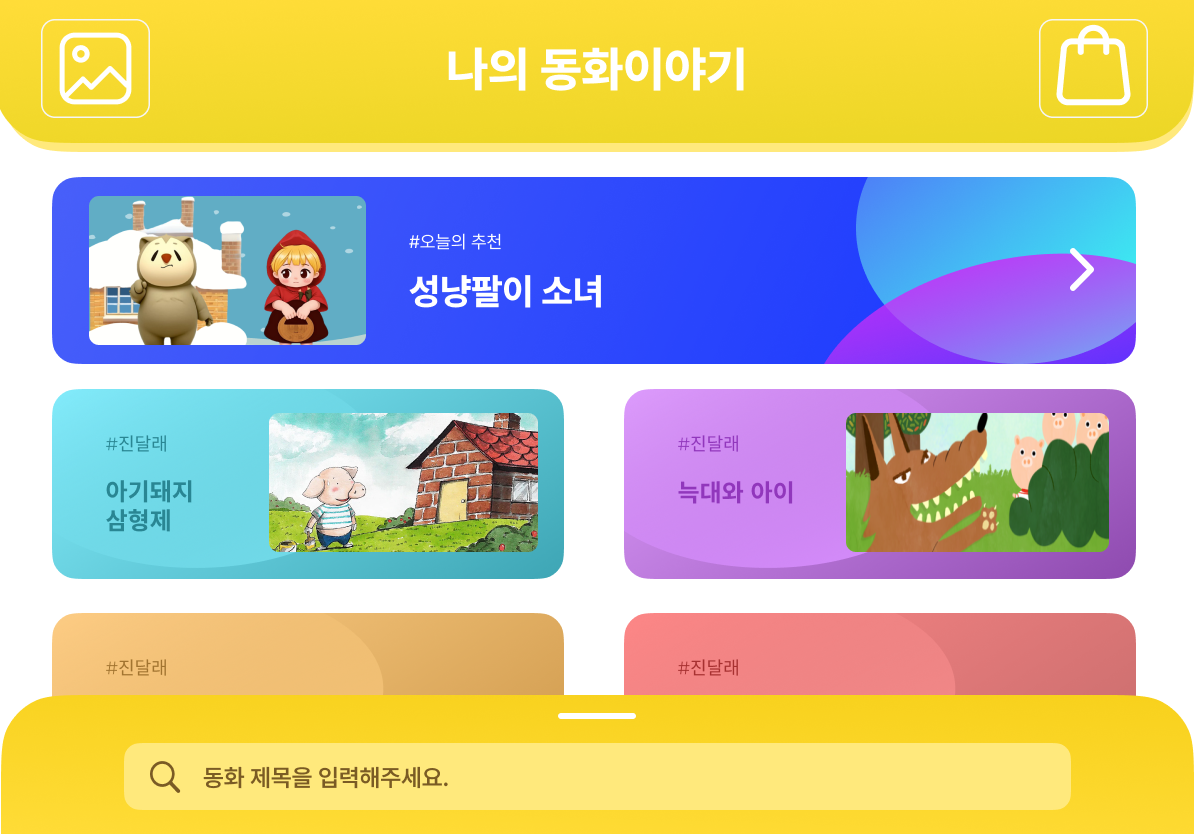 나의 동화이야기
#오늘의 추천
성냥팔이 소녀
#진달래
아기돼지
삼형제
#진달래
늑대와 아이
#진달래
#진달래
동화 제목을 입력해주세요.